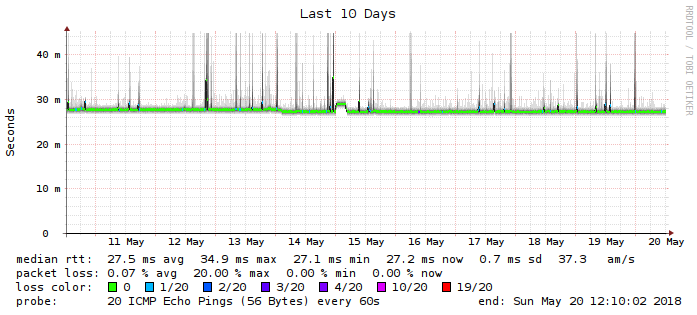 Last 10 Days
RRDTOOL / TOBI OETIKER
Seconds
40 m
30 m
20 m
10 m
0
11 May 12 May 13 May 14 May 15 May 16 May 17 May 18 May 19 May 20 May
median rtt: 27.5 ms avg 34.9 ms max 27.1 ms min 27.2 ms now 0.7 ms sd 37.3 am/s
packet loss: 0.07 % avg 20.00 % max 0.00 % min 0.00 % now
loss color: 0 1/20 2/20 3/20 4/20 10/20 19/20
probe: 20 ICMP Echo Pings (56 Bytes) every 60s end: Sun May 20 12:10:02 2018